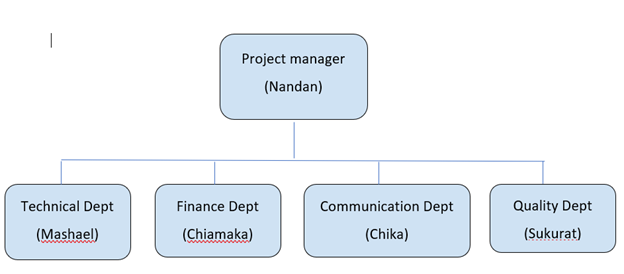 Project manager
(Nandan)
Technical Dept
(Mashael)
Finance Dept
(Chiamaka)
Communication Dept
(Chika)
Quality Dept
(Sukurat)